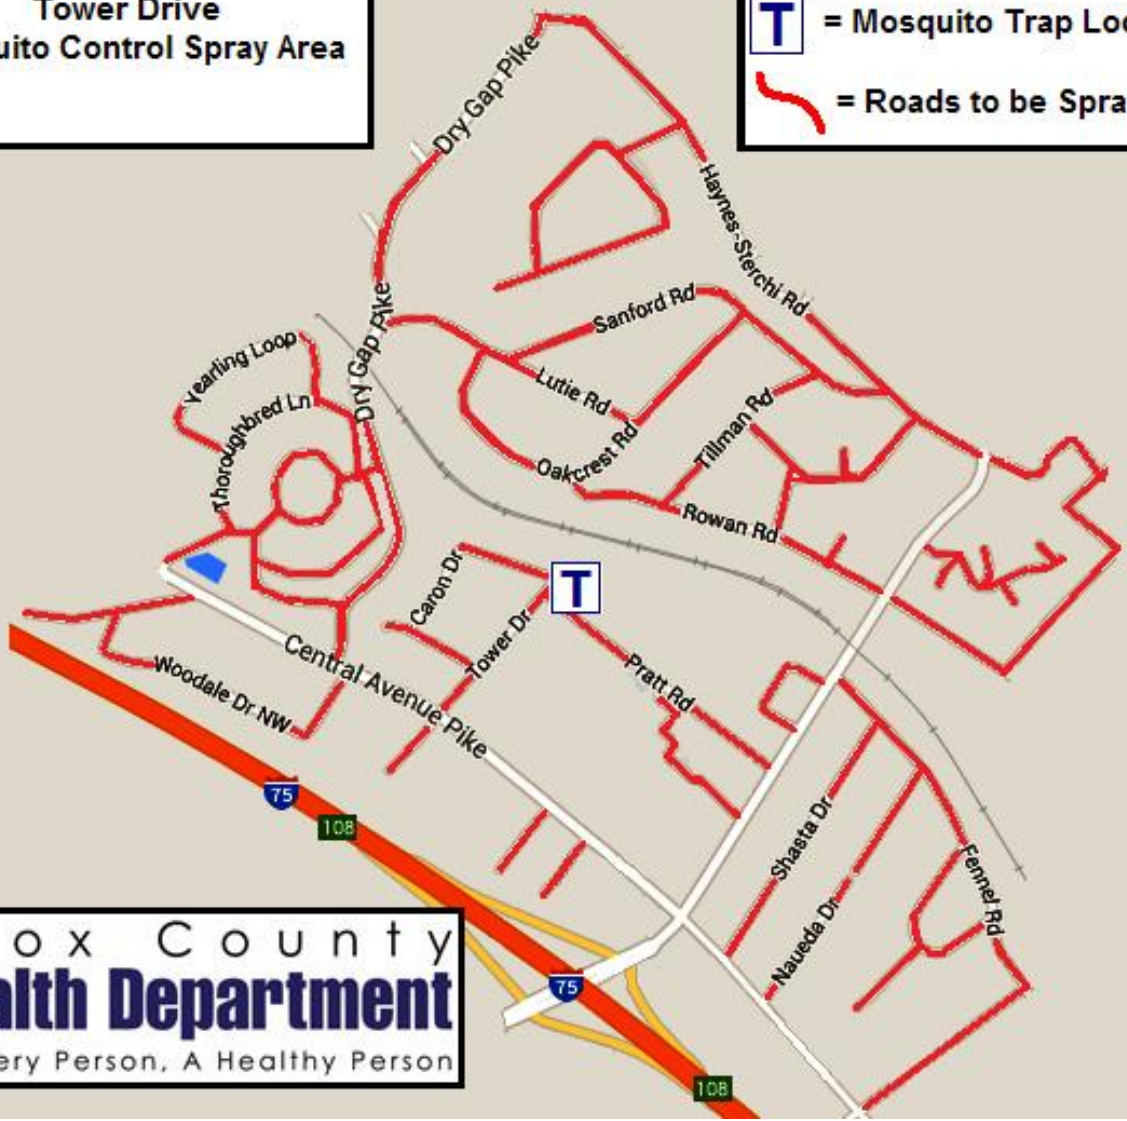 Tower Drive
uito Control Spray Area
T = Mosquito Trap Loc
= Roads to be Spra
Dry Gap Pike
Haynes-Sterchi Rd
Dry Gap Pike
Sanford Rd
Yearling Loop
Lutie Rd
Thoroughbred Ln
Tillman Rd
Oakcrest Rd
Rowan Rd
Caron Dr
T
Tower Dr
Pratt Rd
Central Avenue Pike
Woodale Dr NW
75
108
Shasta Dr
Fennel Rd
Naueda Dr
75
108
ox County
alth Department
ery Person, A Healthy Person